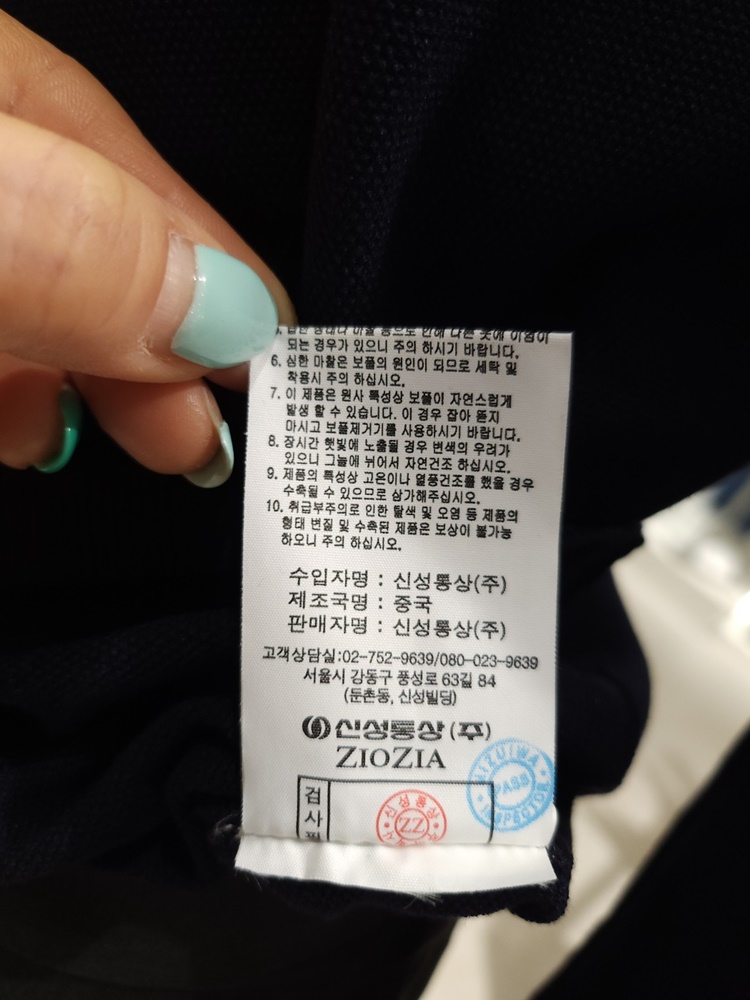 되는 경우가 있으니 주의 하시기 바랍니다.
6. 심한 마찰은 보풀의 원인이 되므로 세탁 및
착용시 주의 하십시오.
7. 이 제품은 원사 특성상 보풀이 자연스럽게
발생 할 수 있습니다. 이 경우 잡아 뜯지
마시고 보풀제거기를 사용하시기 바랍니다.
8. 장시간 햇빛에 노출될 경우 변색의 우려가
있으니 그늘에 뉘어서 자연건조 하십시오.
9. 제품의 특성상 고온이나 열풍건조를 했을 경우
수축될 수 있으므로 삼가해주십시오.
10. 취급부주의로 인한 탈색 및 오염 등 제품의
형태 변질 및 수축된 제품은 보상이 불가능
하오니 주의 하십시오.
수입자명 : 신성통상(주)
제조국명 : 중국
판매자명 : 신성통상(주)
고객상담실:02-752-9639/080-023-9639
서울시 강동구 풍성로 63길 84
(둔촌동, 신성빌딩)
신성통상(주)
ZIOZIA
검사필
신성통상
ZZ
PASS
INSPECTOR